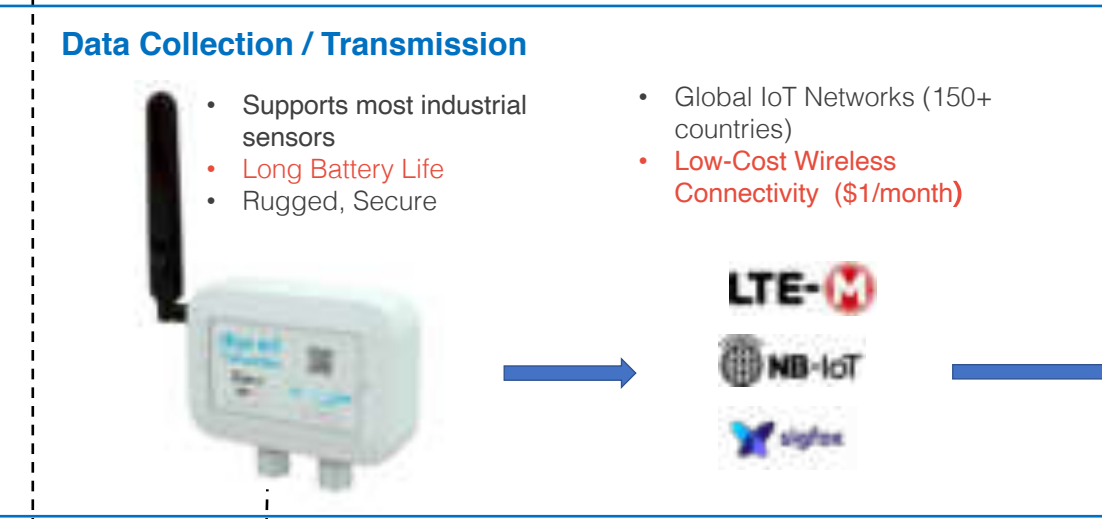 Data Collection / Transmission
• Supports most industrial
sensors
• Long Battery Life
• Rugged, Secure
• Global IoT Networks (150+
countries)
• Low-Cost Wireless
Connectivity ($1/month)
LTE-M
NB-IoT
sigfox